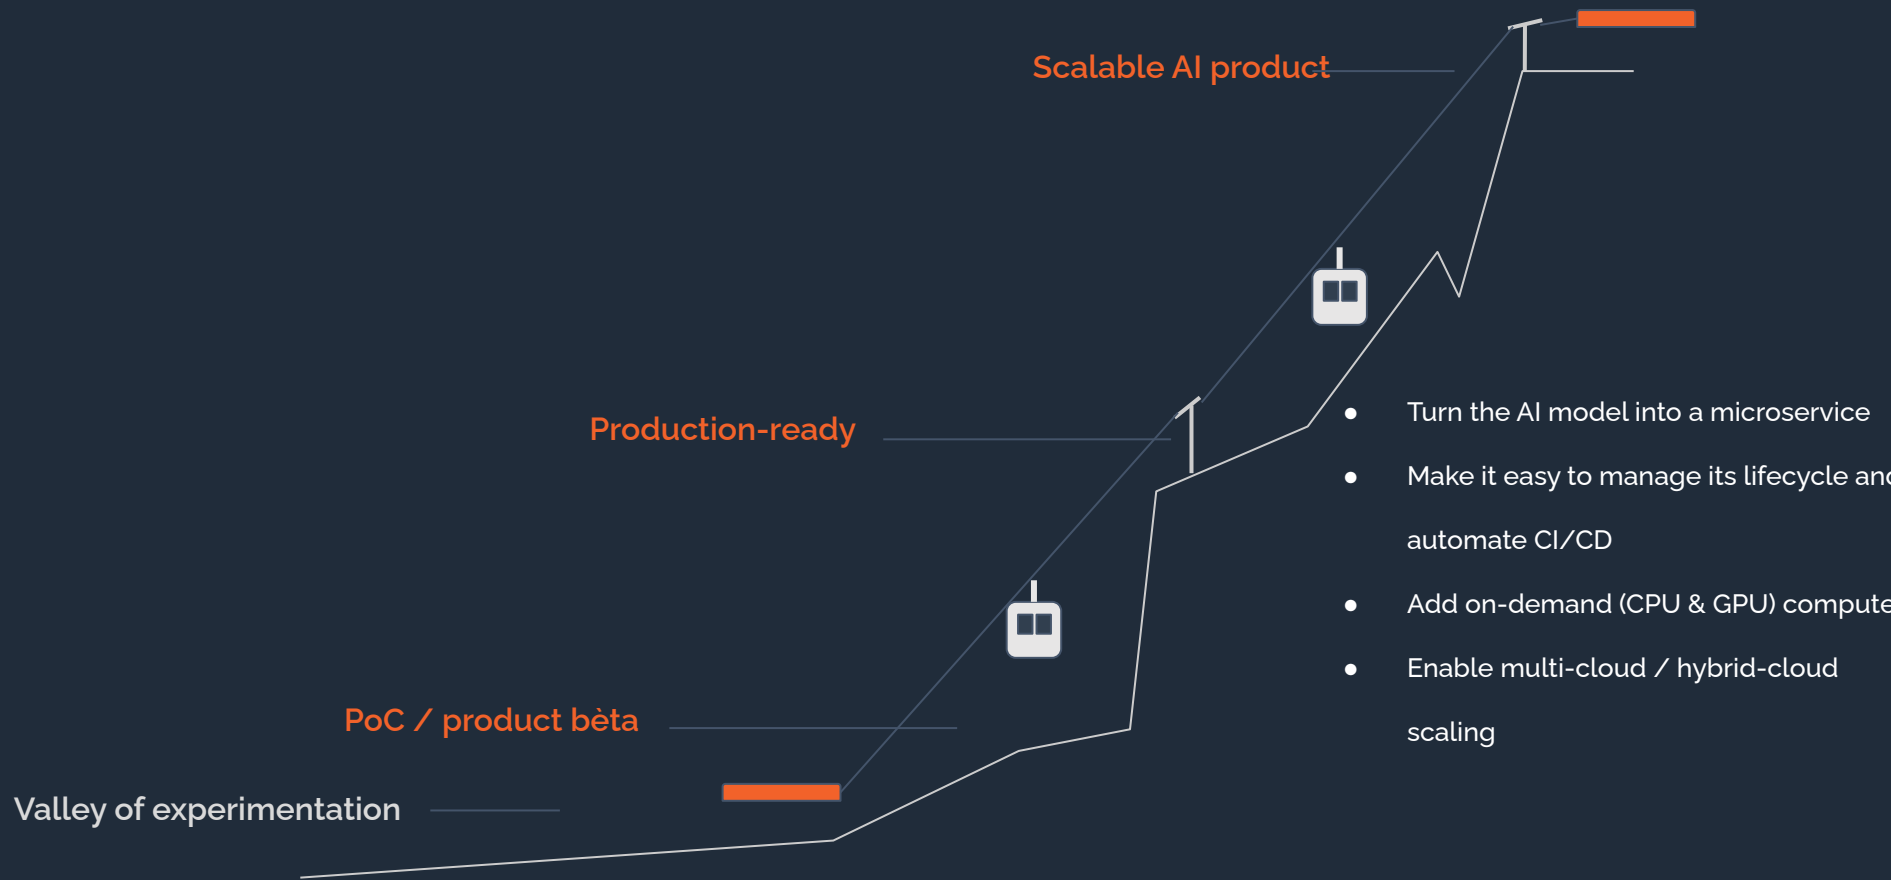 Scalable AI product
Production-ready
PoC / product bèta
Valley of experimentation
● Turn the AI model into a microservice
● Make it easy to manage its lifecycle
automate CI/CD
● Add on-demand (CPU & GPU) compute
● Enable multi-cloud / hybrid-cloud
scaling